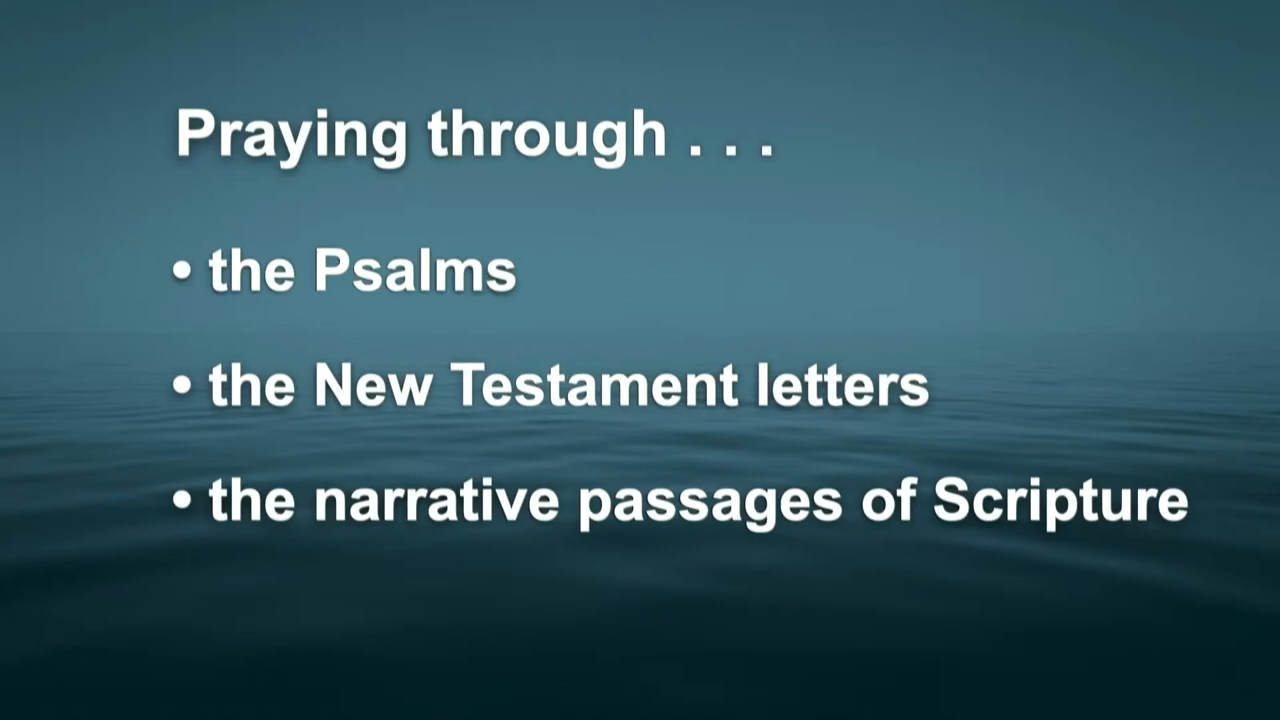 Praying through . . .
• the Psalms
• the New Testament letters
• the narrative passages of Scripture